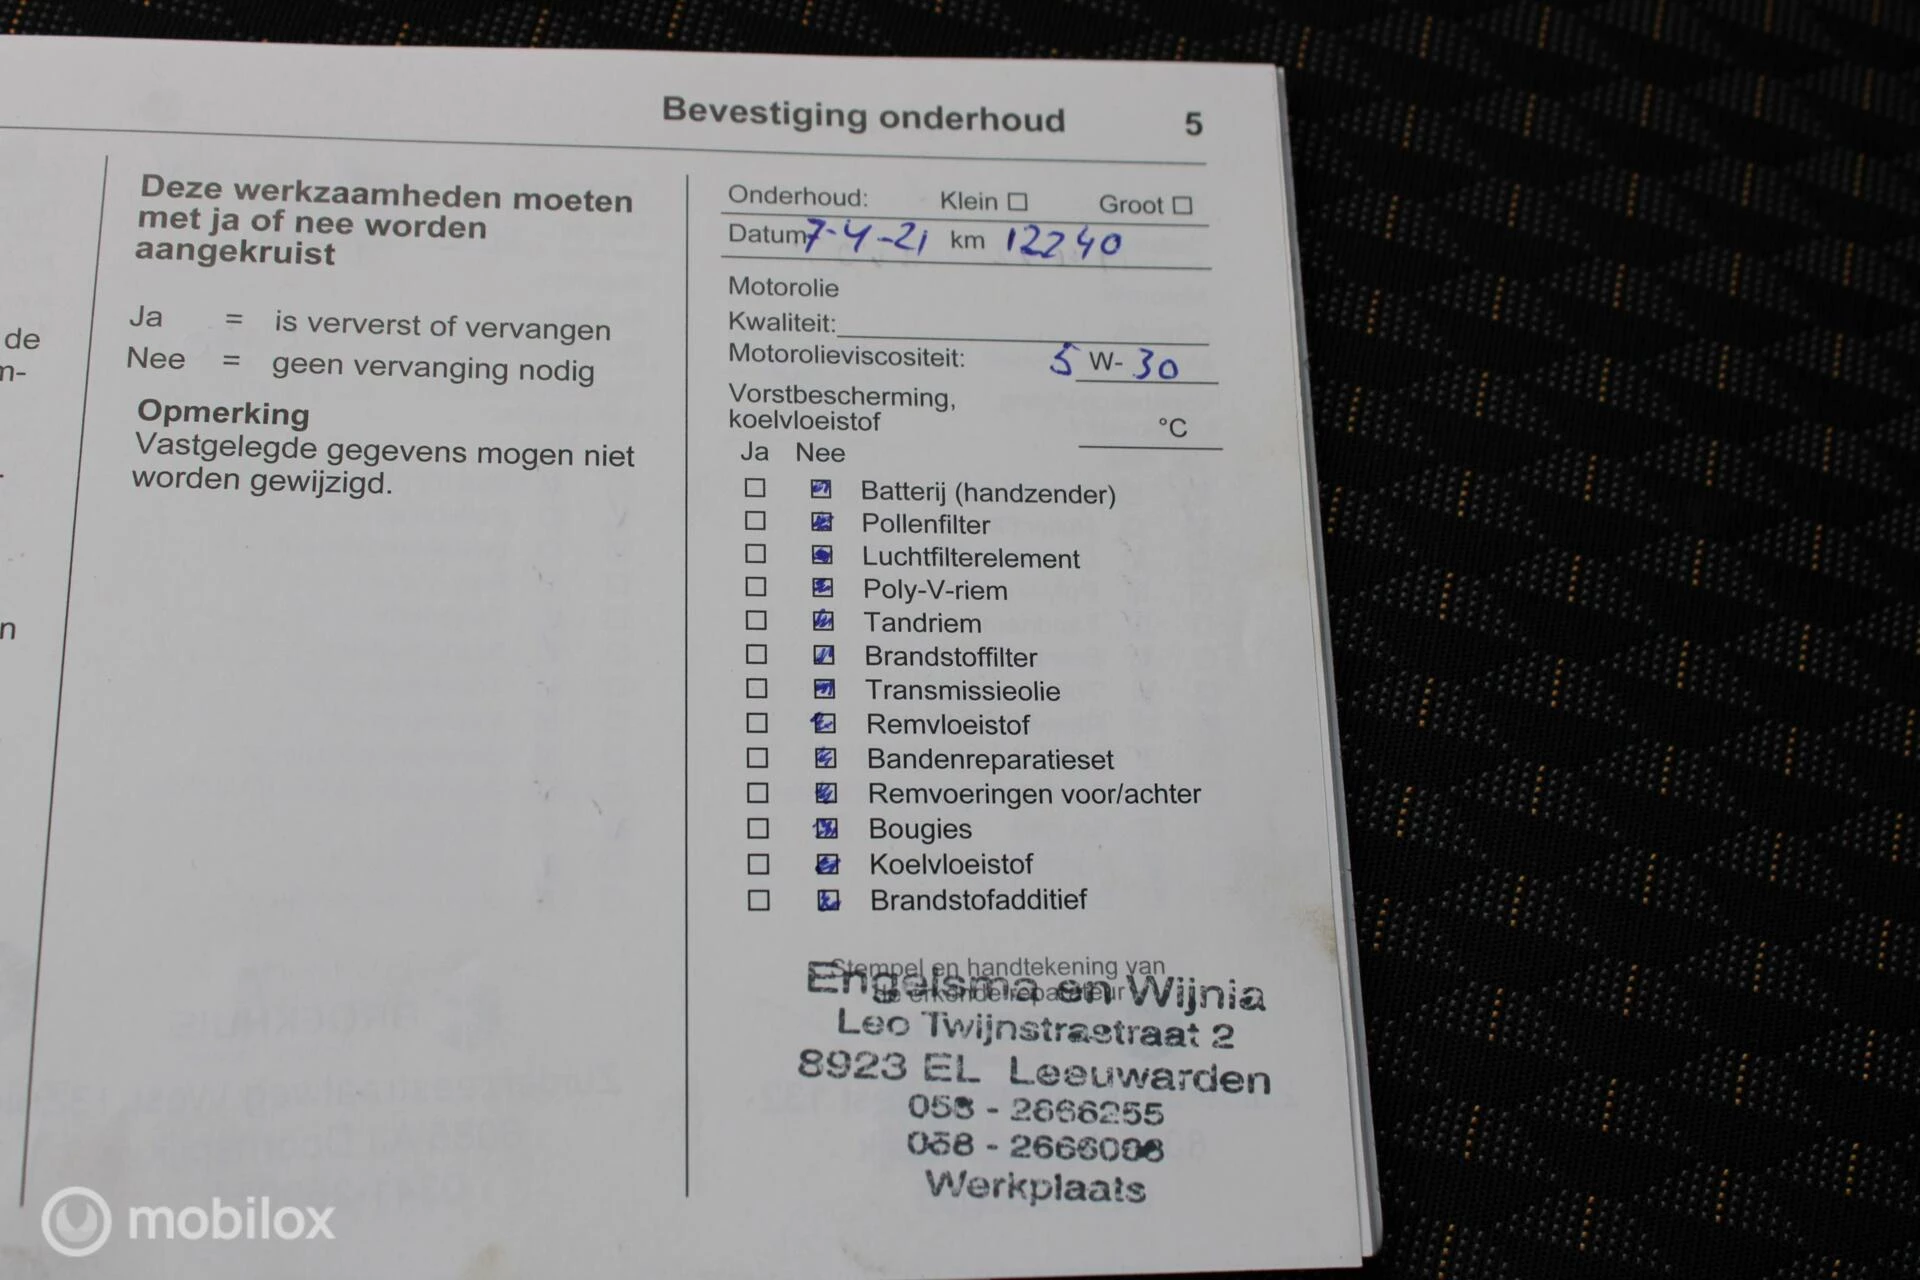 Bevestiging onderhoud 5
de
m-
n
Deze werkzaamheden moeten
met ja of nee worden
aangekruist
Ja = is ververst of vervangen
Nee = geen vervanging nodig
Opmerking
Vastgelegde gegevens mogen niet
worden gewijzigd.
Onderhoud: Klein Groot
Datum 7-4-21 km 12240
Motorolie
Kwaliteit:
Motorolieviscositeit: 5 W- 30
Vorstbescherming,
koelvloeistof °C
Ja Nee
Batterij (handzender)
Pollenfilter
Luchtfilterelement
Poly-V-riem
Tandriem
Brandstoffilter
Transmissieolie
Remvloeistof
Bandenreparatieset
Remvoeringen voor/achter
Bougies
Koelvloeistof
Brandstofadditief
Stempel en handtekening van
de erkende reparateur
Engelsma en Wijnia
Leo Twijnstrastraat 2
8923 EL Leeuwarden
058 - 2666255
058 - 2666086
Werkplaats
mobilox